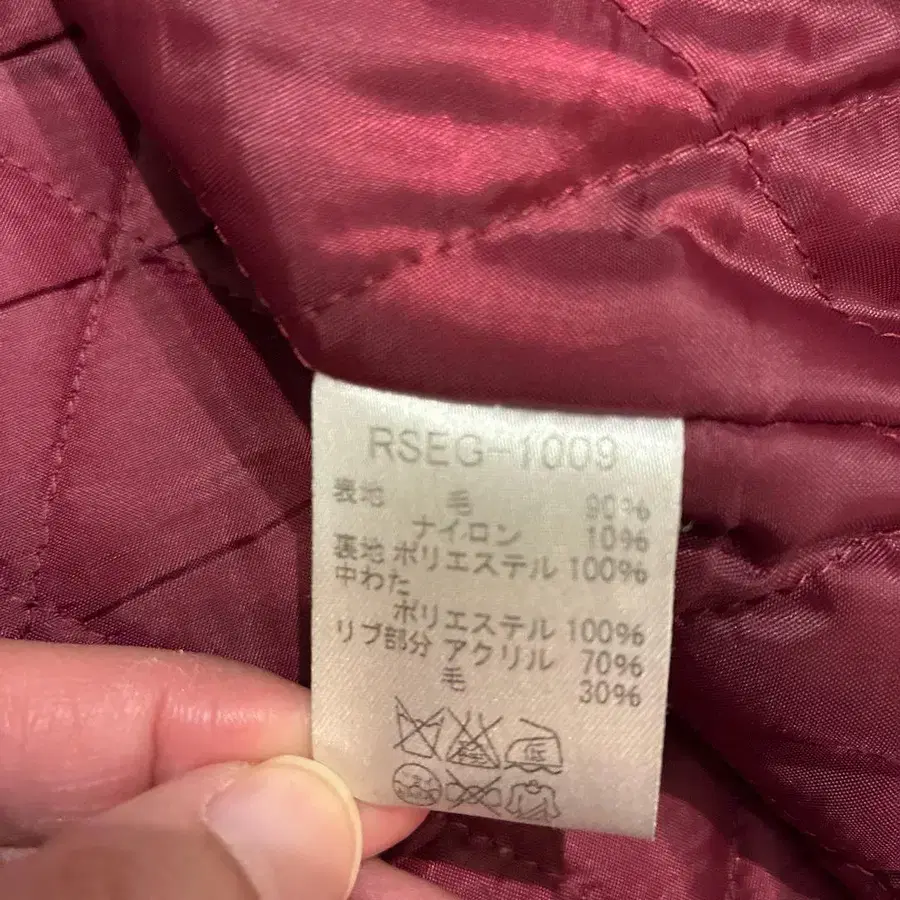 RSEG-1009
表地 毛 90%
ナイロン 10%
裏地 ポリエステル 100%
中わた
ポリエステル 100%
リブ部分 アクリル 70%
毛 30%
低